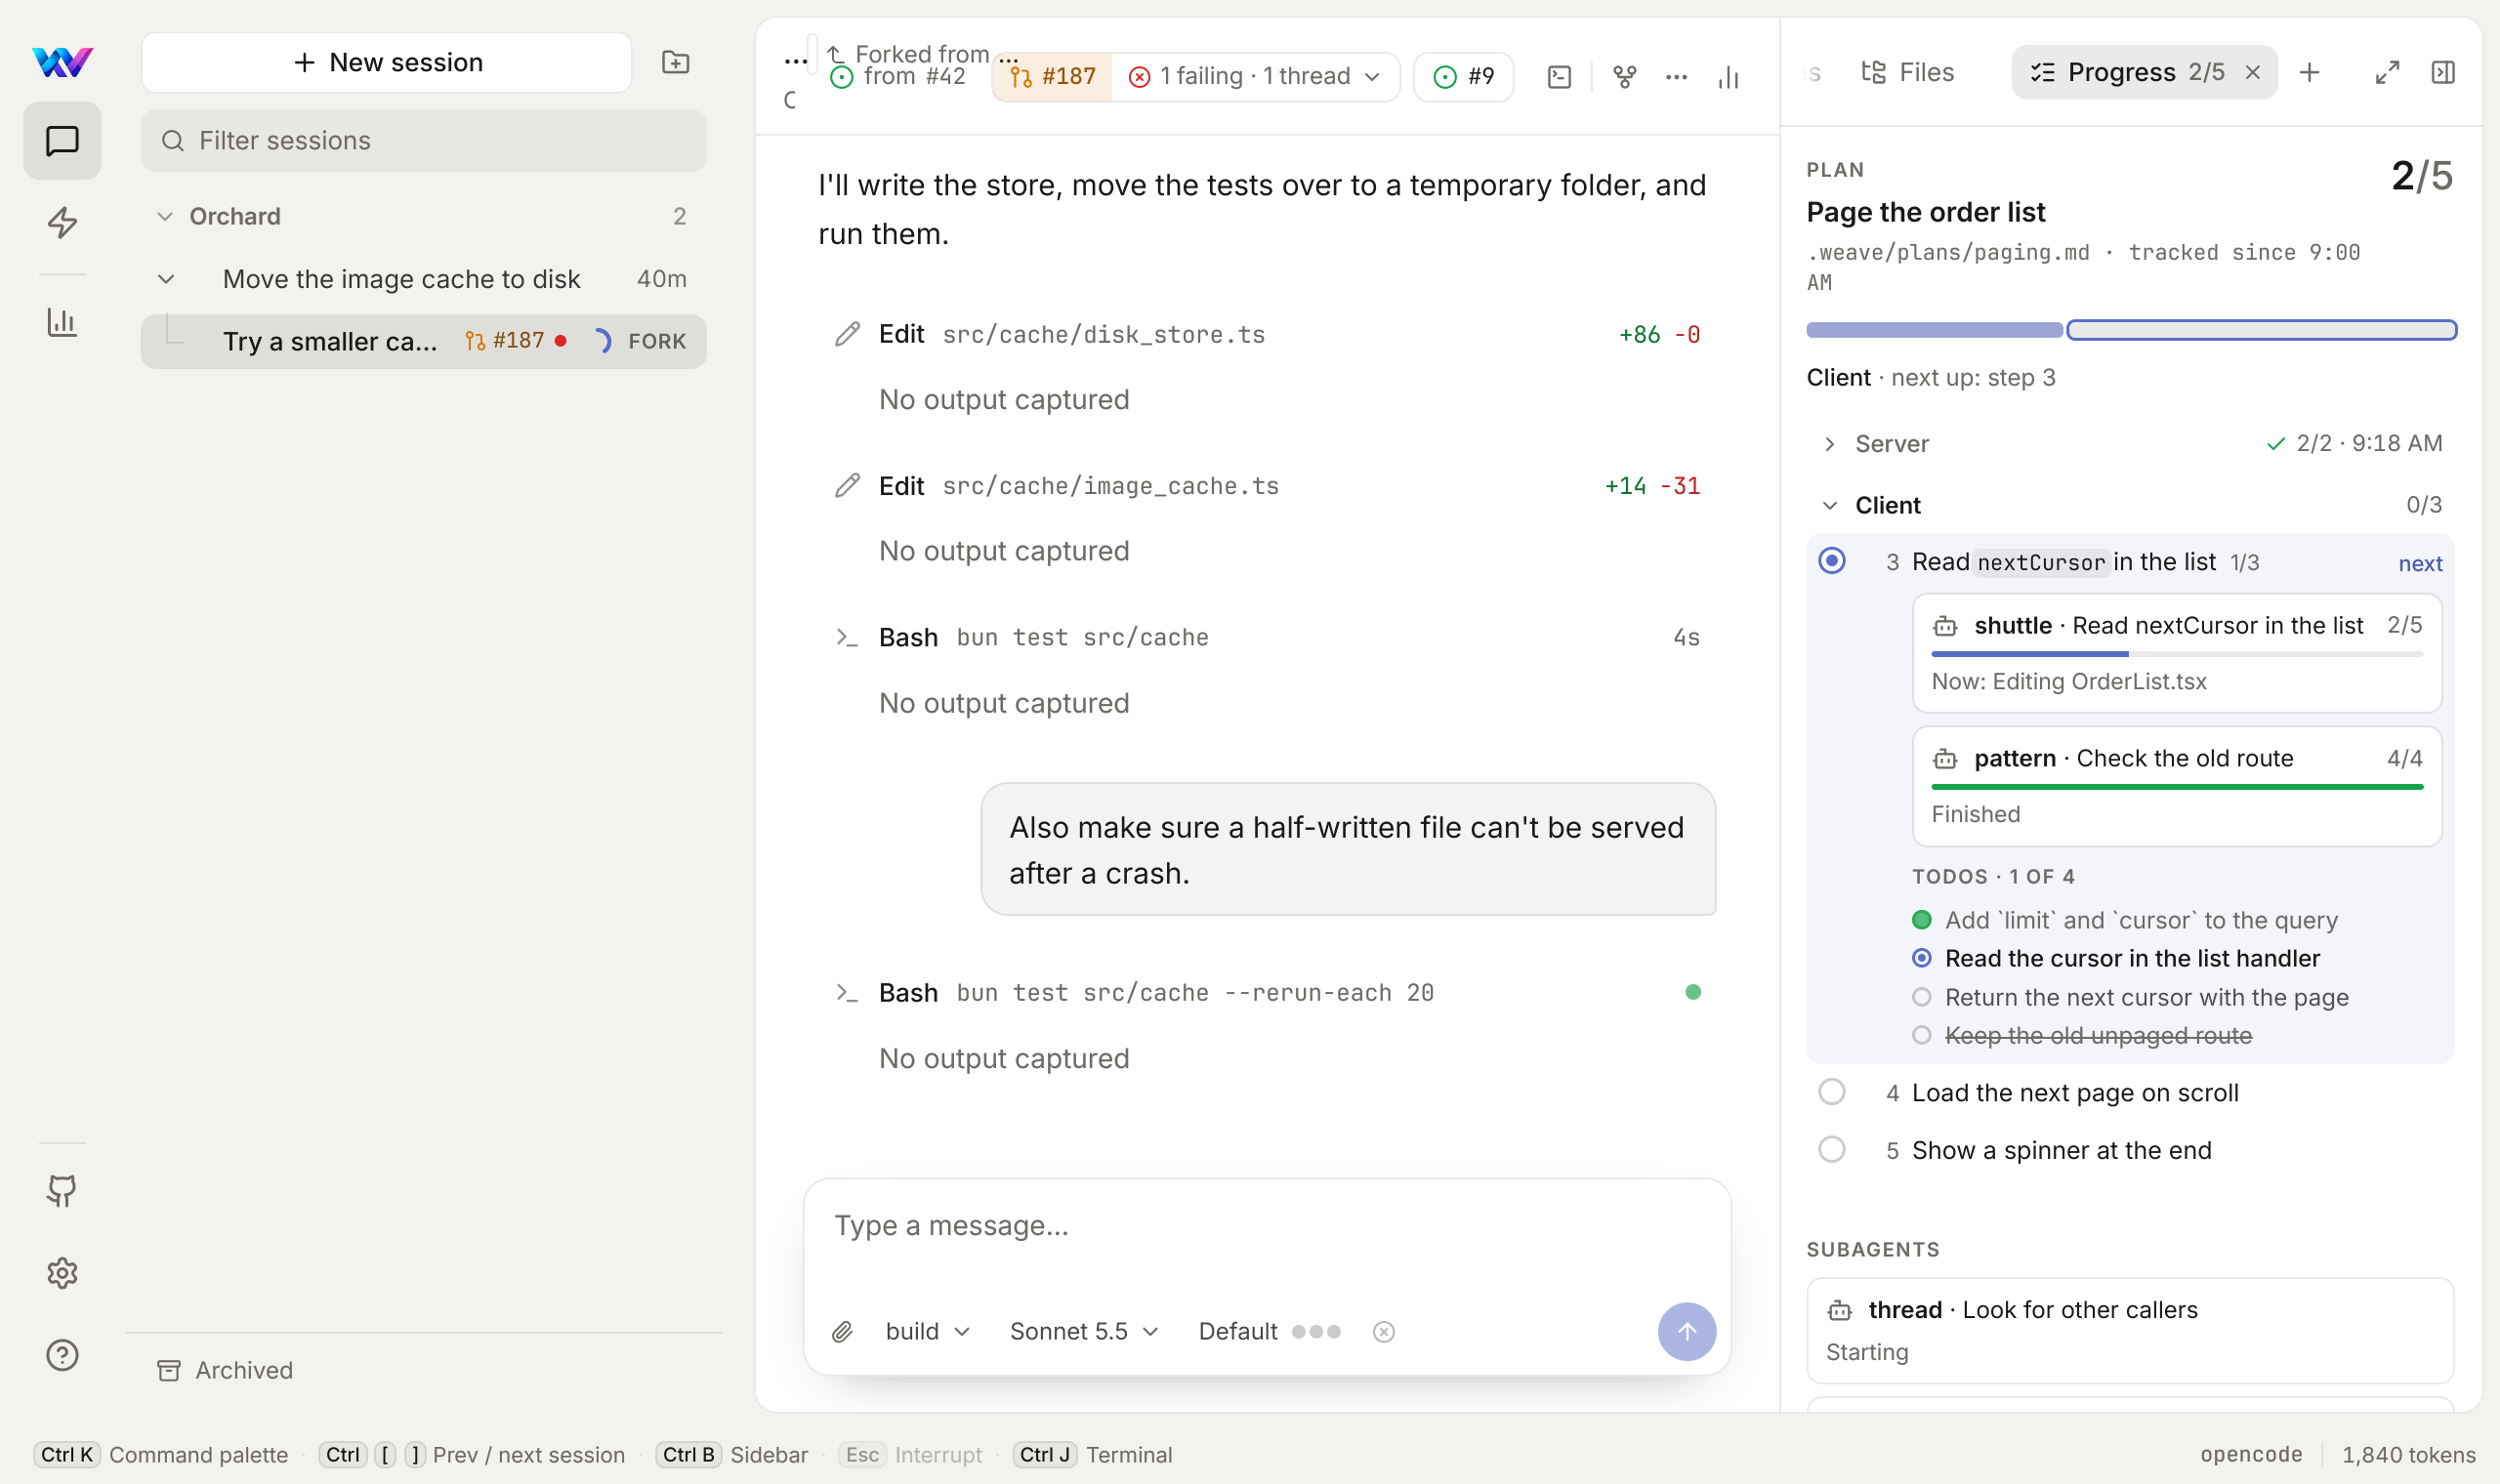 New session
Filter sessions
Orchard 2
Move the image cache to disk 40m
Try a smaller ca... #187 FORK
Archived
... Forked from ...
from #42 #187 1 failing · 1 thread #9
I'll write the store, move the tests over to a temporary folder, and
run them.
Edit src/cache/disk_store.ts +86 -0
No output captured
Edit src/cache/image_cache.ts +14 -31
No output captured
Bash bun test src/cache 4s
No output captured
Also make sure a half-written file can't be served
after a crash.
Bash bun test src/cache --rerun-each 20
No output captured
Type a message...
build Sonnet 5.5 Default
s Files Progress 2/5
PLAN 2/5
Page the order list
.weave/plans/paging.md · tracked since 9:00
AM
Client · next up: step 3
Server 2/2 · 9:18 AM
Client 0/3
3 Read nextCursor in the list 1/3 next
shuttle · Read nextCursor in the list 2/5
Now: Editing OrderList.tsx
pattern · Check the old route 4/4
Finished
TODOS · 1 OF 4
Add `limit` and `cursor` to the query
Read the cursor in the list handler
Return the next cursor with the page
Keep the old unpaged route
4 Load the next page on scroll
5 Show a spinner at the end
SUBAGENTS
thread · Look for other callers
Starting
Ctrl K Command palette · Ctrl [ ] Prev / next session · Ctrl B Sidebar · Esc Interrupt · Ctrl J Terminal
opencode 1,840 tokens